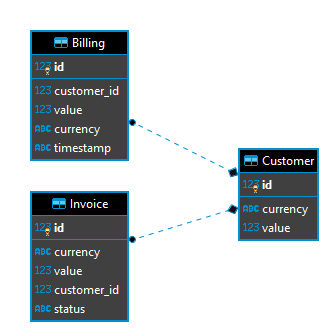 Billing
123 id
123 customer_id
123 value
ABC currency
ABC timestamp
Customer
123 id
ABC currency
123 value
Invoice
123 id
ABC currency
123 value
123 customer_id
ABC status